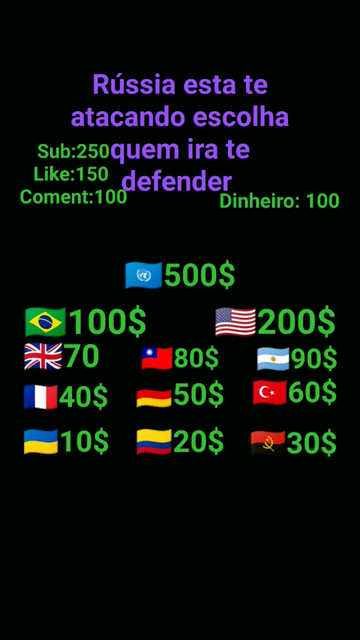 Rússia esta te
atacando escolha
Sub:250 quem ira te
Like:150 defender
Coment:100 Dinheiro: 100
500$
100$ 200$
70 80$ 90$
40$ 50$ 60$
10$ 20$ 30$